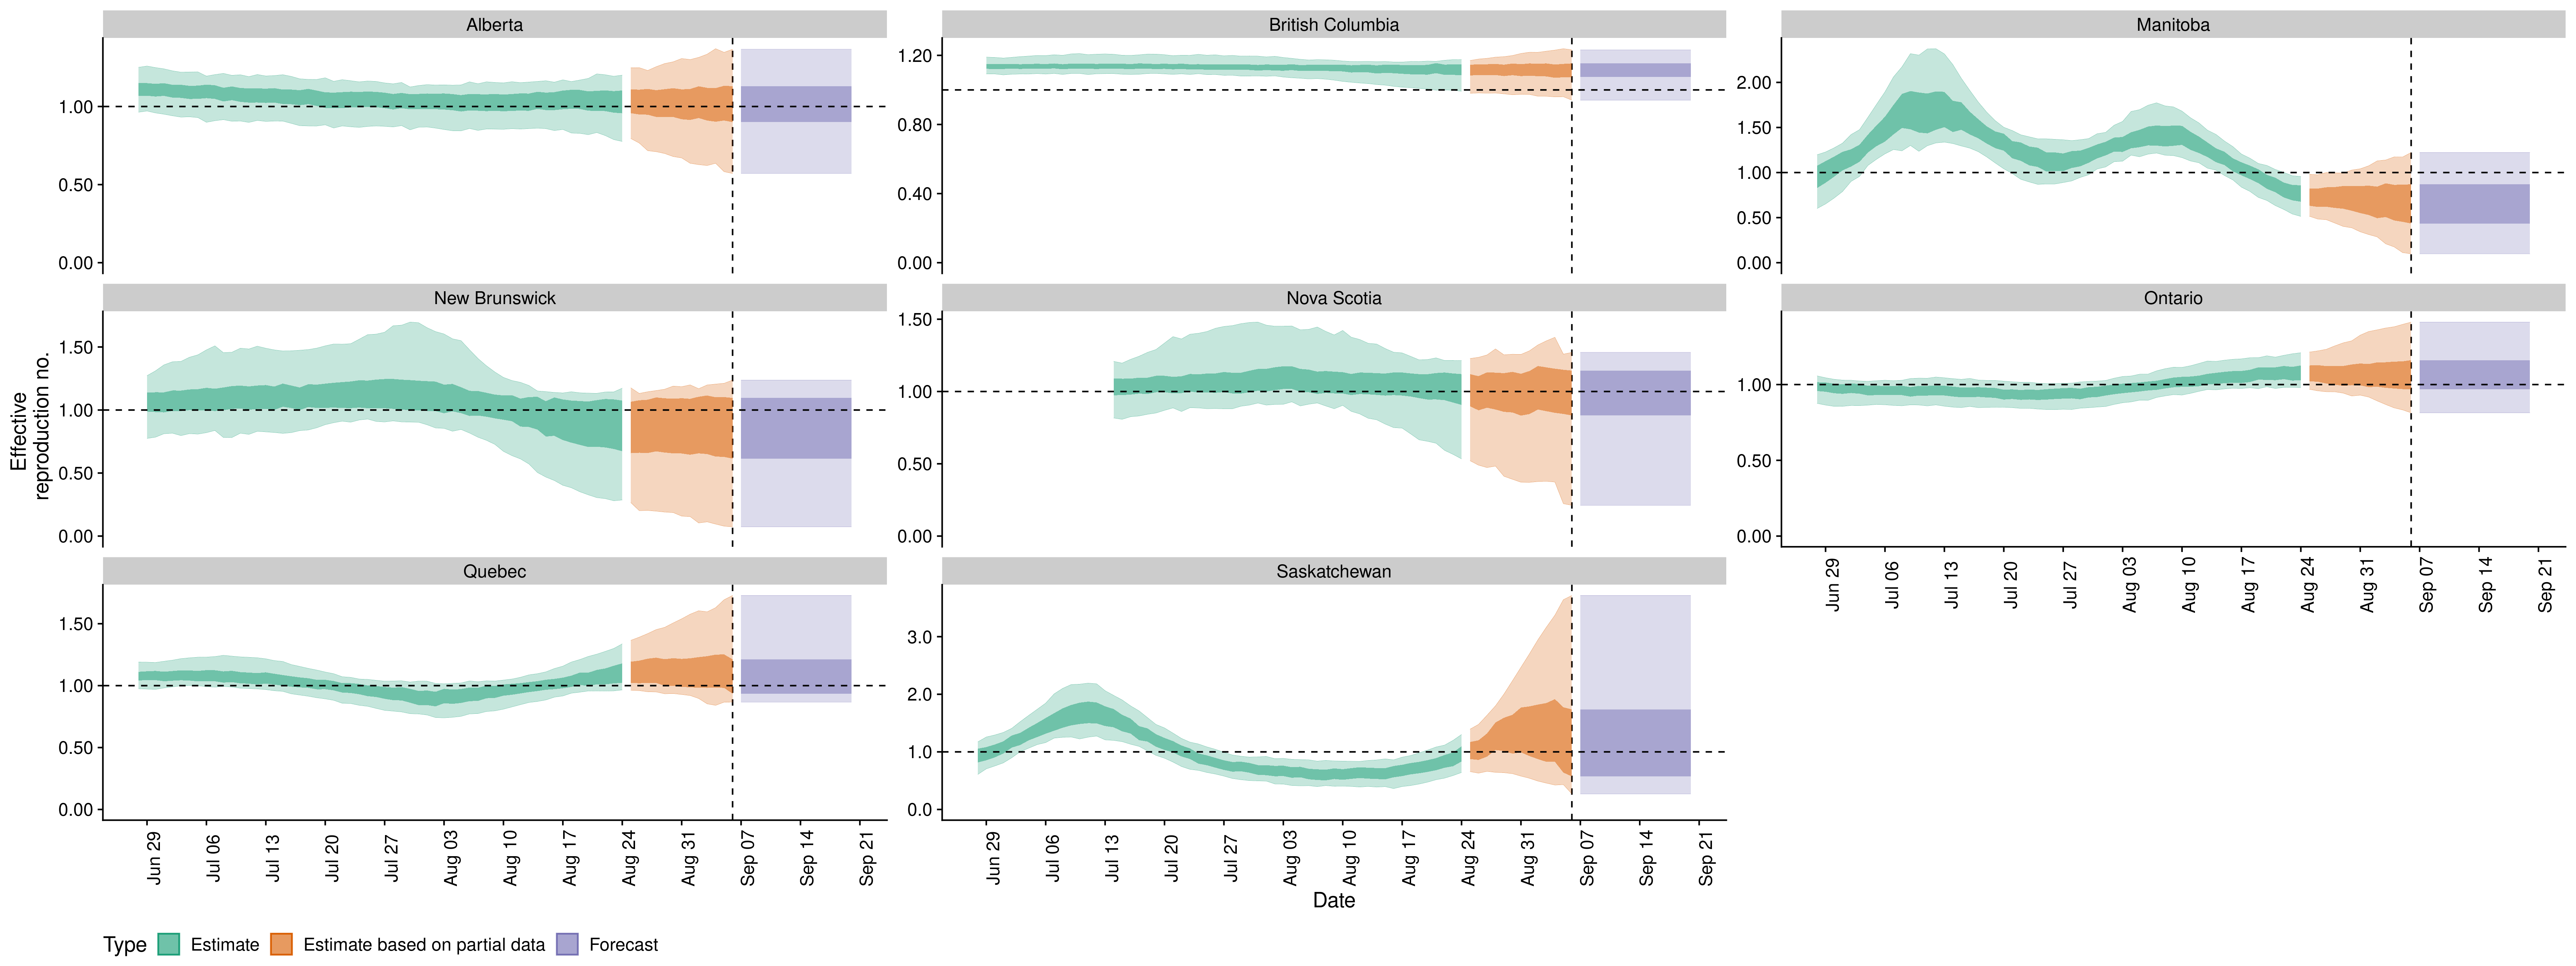 Alberta
British Columbia
Manitoba
1.00
0.50
0.00
1.20
0.80
0.40
0.00
2.00
1.50
1.00
0.50
0.00
New Brunswick
Nova Scotia
Ontario
1.50
1.00
0.50
0.00
1.50
1.00
0.50
0.00
1.00
0.50
0.00
Effective
reproduction no.
Jun 29
Jul 06
Jul 13
Jul 20
Jul 27
Aug 03
Aug 10
Aug 17
Aug 24
Aug 31
Sep 07
Sep 14
Sep 21
Quebec
Saskatchewan
1.50
1.00
0.50
0.00
3.0
2.0
1.0
0.0
Jun 29
Jul 06
Jul 13
Jul 20
Jul 27
Aug 03
Aug 10
Aug 17
Aug 24
Aug 31
Sep 07
Sep 14
Sep 21
Jun 29
Jul 06
Jul 13
Jul 20
Jul 27
Aug 03
Aug 10
Aug 17
Aug 24
Aug 31
Sep 07
Sep 14
Sep 21
Date
Type Estimate Estimate based on partial data Forecast